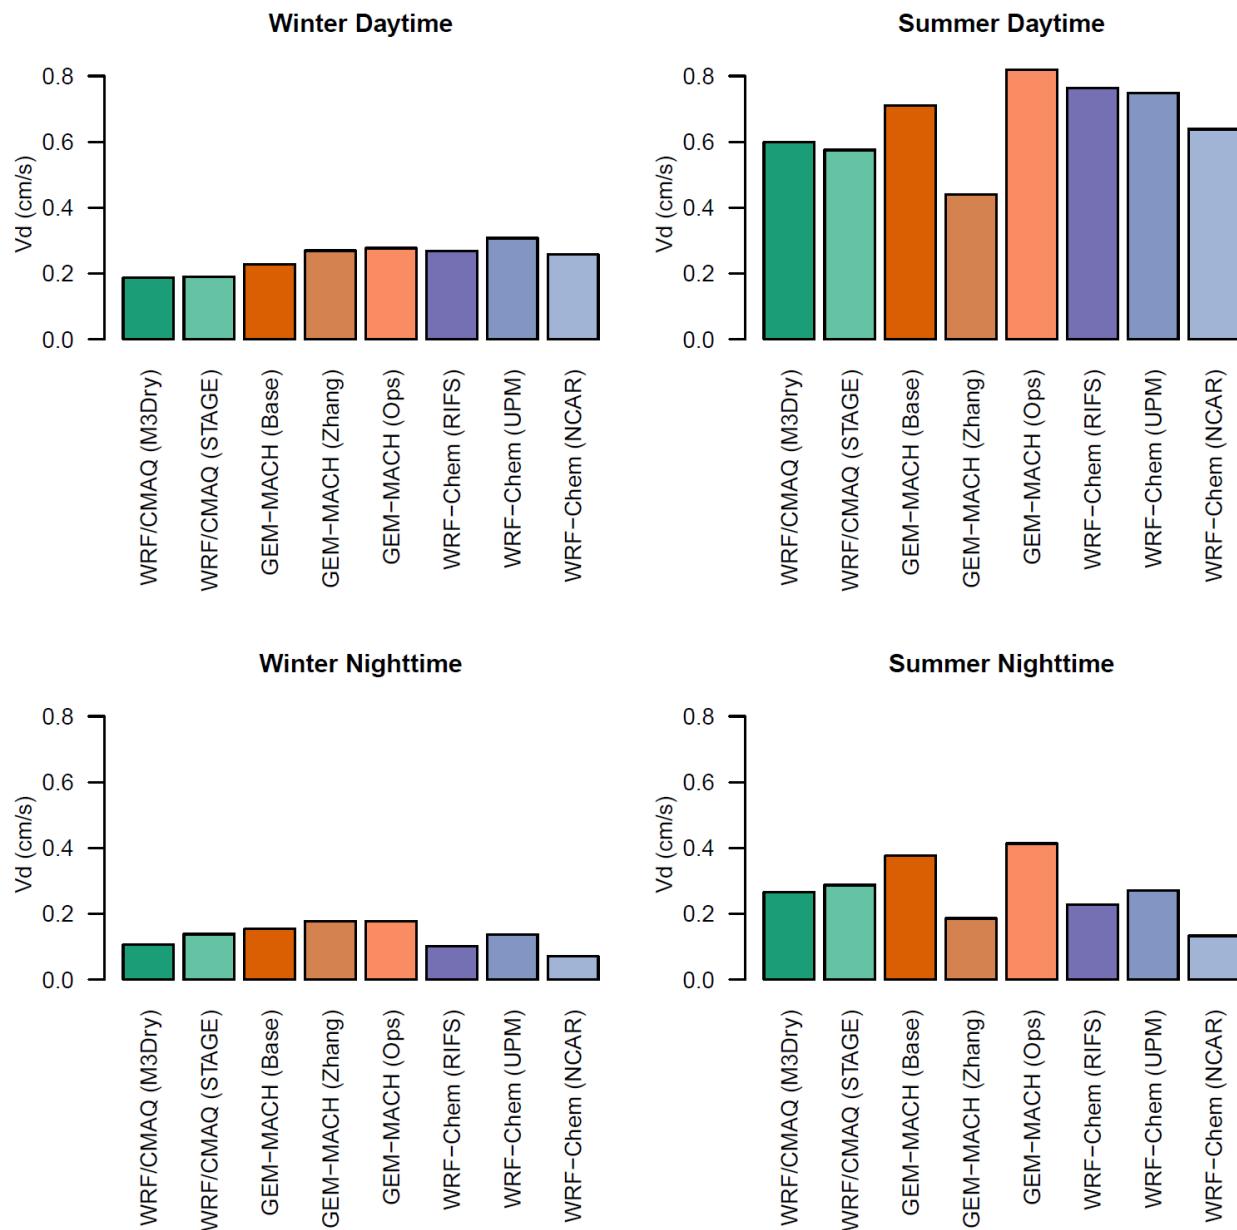 Winter Daytime
Vd (cm/s)
0.8
0.6
0.4
0.2
0.0
WRF/CMAQ (M3Dry)
WRF/CMAQ (STAGE)
GEM−MACH (Base)
GEM−MACH (Zhang)
GEM−MACH (Ops)
WRF−Chem (RIFS)
WRF−Chem (UPM)
WRF−Chem (NCAR)
Summer Daytime
Vd (cm/s)
0.8
0.6
0.4
0.2
0.0
WRF/CMAQ (M3Dry)
WRF/CMAQ (STAGE)
GEM−MACH (Base)
GEM−MACH (Zhang)
GEM−MACH (Ops)
WRF−Chem (RIFS)
WRF−Chem (UPM)
WRF−Chem (NCAR)
Winter Nighttime
Vd (cm/s)
0.8
0.6
0.4
0.2
0.0
WRF/CMAQ (M3Dry)
WRF/CMAQ (STAGE)
GEM−MACH (Base)
GEM−MACH (Zhang)
GEM−MACH (Ops)
WRF−Chem (RIFS)
WRF−Chem (UPM)
WRF−Chem (NCAR)
Summer Nighttime
Vd (cm/s)
0.8
0.6
0.4
0.2
0.0
WRF/CMAQ (M3Dry)
WRF/CMAQ (STAGE)
GEM−MACH (Base)
GEM−MACH (Zhang)
GEM−MACH (Ops)
WRF−Chem (RIFS)
WRF−Chem (UPM)
WRF−Chem (NCAR)